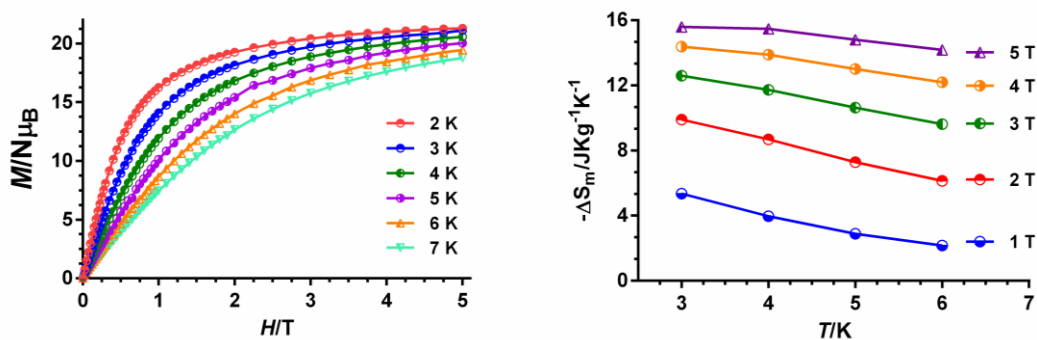 M/NμB
20
15
10
5
0
0
1
2
3
4
5
H/T
2 K
3 K
4 K
5 K
6 K
7 K
-ΔSm/JKg-1K-1
16
12
8
4
0
3
4
5
6
7
T/K
5 T
4 T
3 T
2 T
1 T